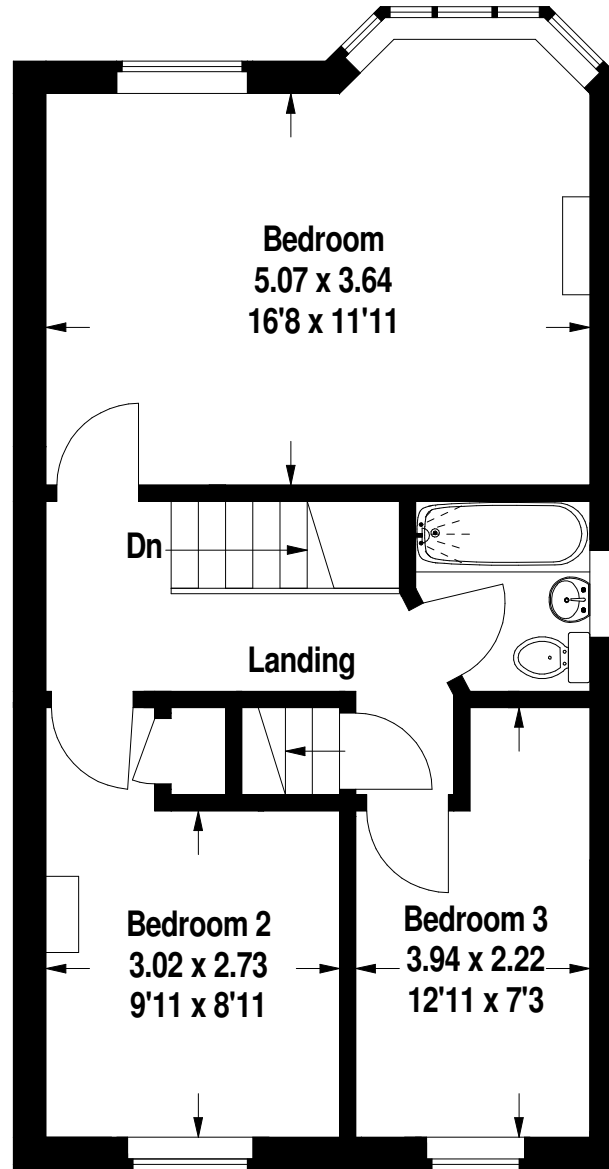 Bedroom
5.07 x 3.64
16'8 x 11'11
Dn
Landing
Bedroom 2
3.02 x 2.73
9'11 x 8'11
Bedroom 3
3.94 x 2.22
12'11 x 7'3